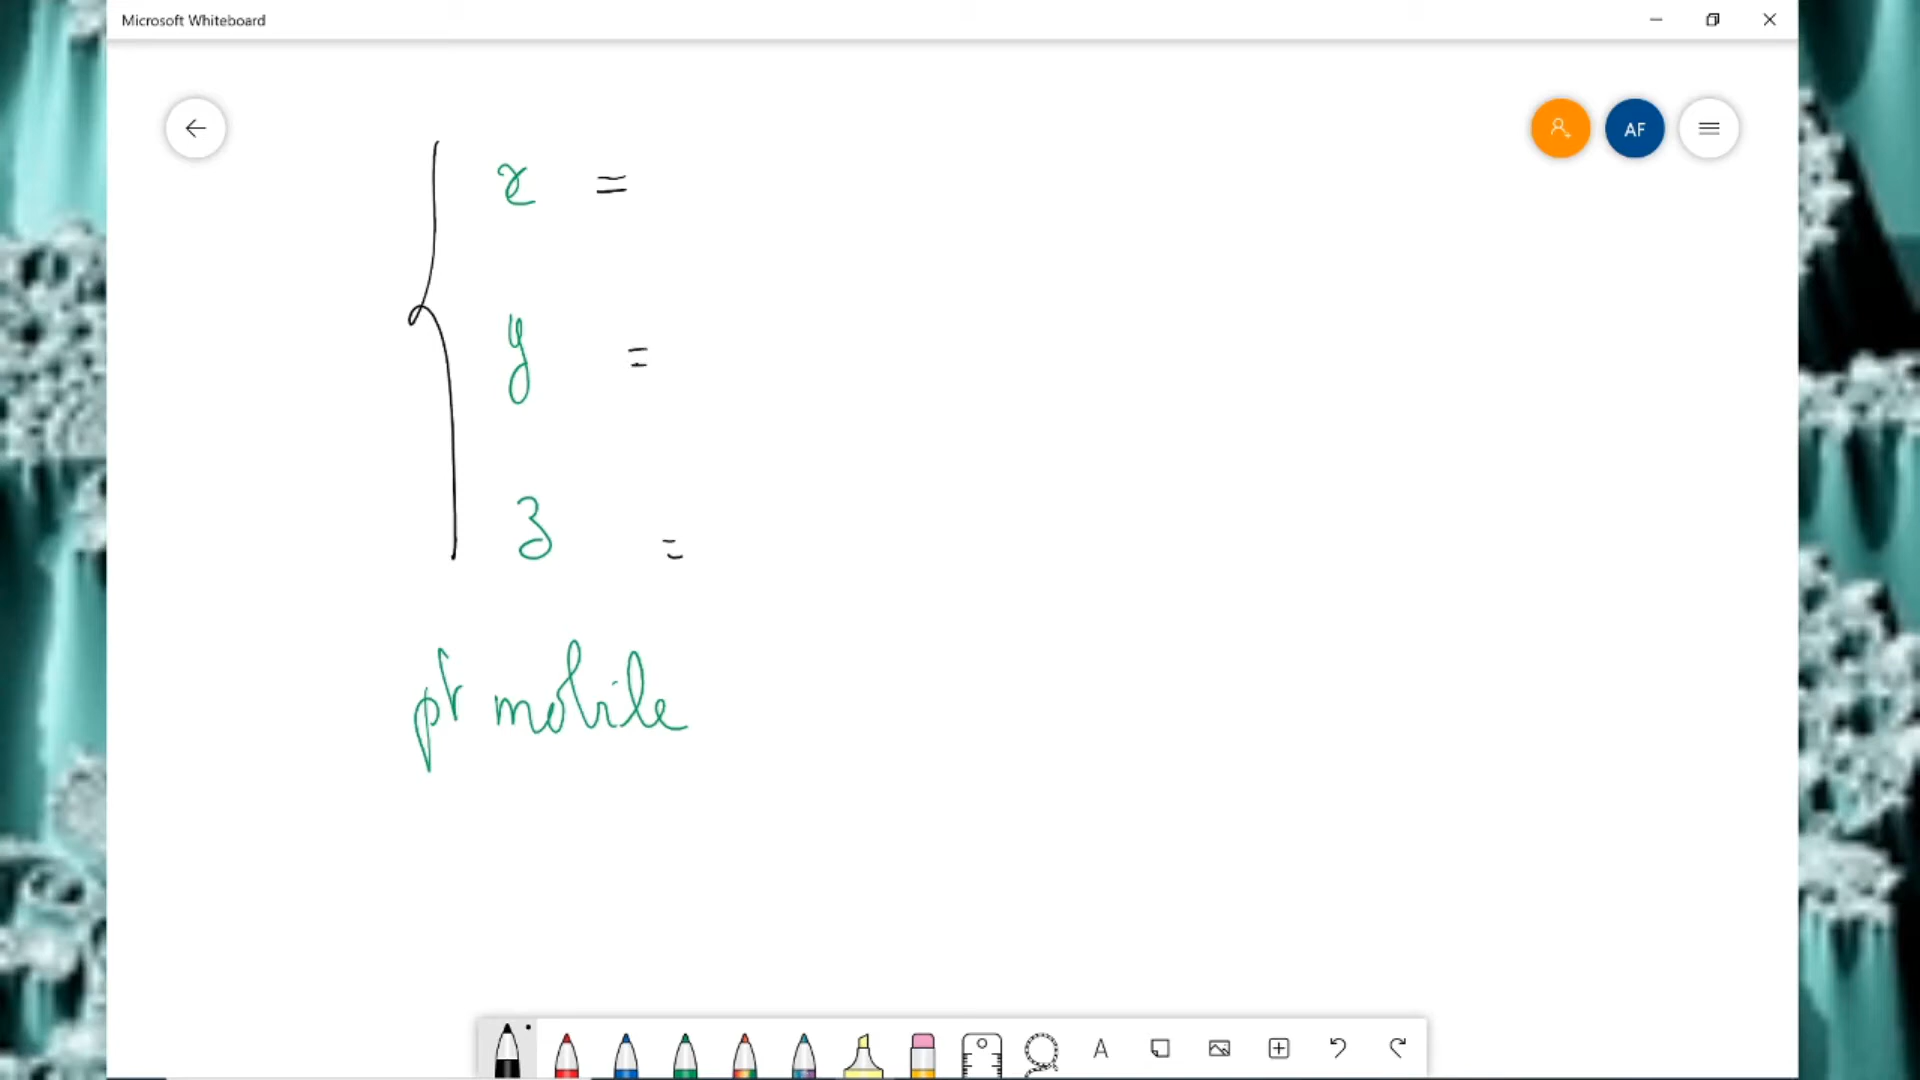 Microsoft Whiteboard
AF
x =
y =
z =
pt mobile
A